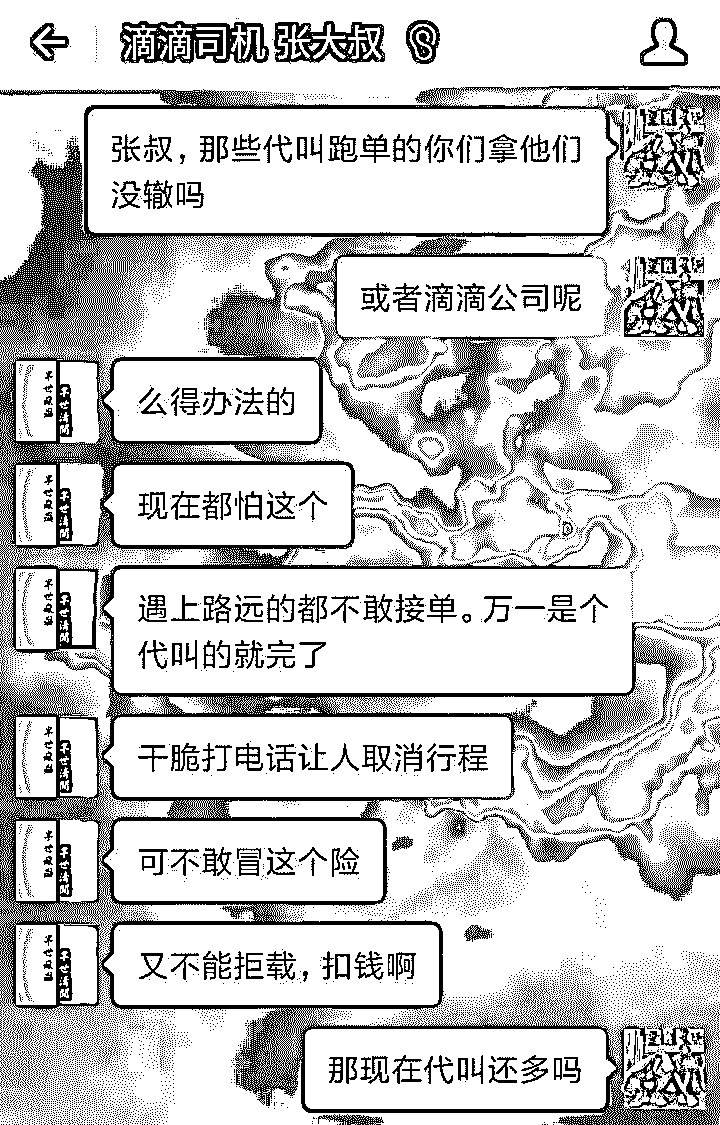 滴滴司机 张大叔
张叔，那些代叫跑单的你们拿他们
没辙吗
或者滴滴公司呢
么得办法的
现在都怕这个
遇上路远的都不敢接单。万一是个
代叫的就完了
干脆打电话让人取消行程
可不敢冒这个险
又不能拒载，扣钱啊
那现在代叫还多吗